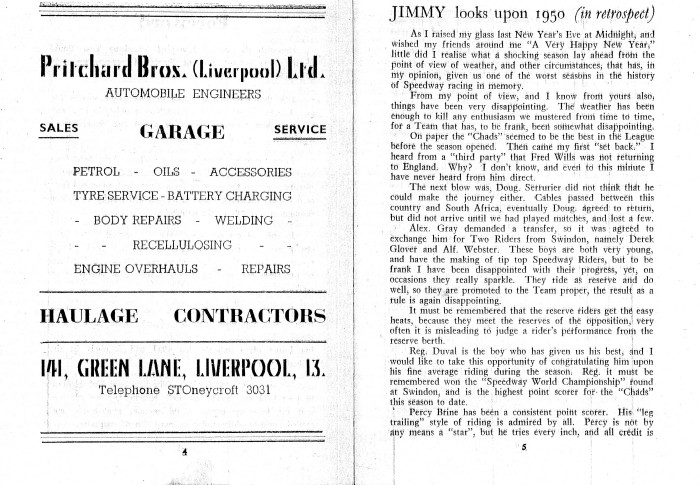 Pritchard Bros. (Liverpool) Ltd.
AUTOMOBILE ENGINEERS
SALES GARAGE SERVICE
PETROL - OILS - ACCESSORIES
TYRE SERVICE - BATTERY CHARGING
- BODY REPAIRS - WELDING -
- - RECELLULOSING - -
ENGINE OVERHAULS - REPAIRS
HAULAGE CONTRACTORS
141, GREEN LANE, LIVERPOOL, 13.
Telephone STOneycroft 3031
4
JIMMY looks upon 1950 (in retrospect)
As I raised my glass last New Year's Eve at Midnight, and
wished my friends around me "A Very Happy New Year,"
little did I realise what a shocking season lay ahead from the
point of view of weather, and other circumstances, that has, in
my opinion, given us one of the worst seasons in the history
of Speedway racing in memory.
From my point of view, and I know from yours also,
things have been very disappointing. The weather has been
enough to kill any enthusiasm we mustered from time to time,
for a Team that has, to be frank, been somewhat disappointing.
On paper the "Chads" seemed to be the best in the League
before the season opened. Then came my first "set back." I
heard from a "third party" that Fred Wills was not returning
to England. Why? I don't know, and even to this minute I
have never heard from him direct.
The next blow was, Doug. Serrurier did not think that he
could make the journey either. Cables passed between this
country and South Africa, eventually Doug. agreed to return,
but did not arrive until we had played matches, and lost a few.
Alex. Gray demanded a transfer, so it was agreed to
exchange him for Two Riders from Swindon, namely Derek
Glover and Alf. Webster. These boys are both very young,
and have the making of tip top Speedway Riders, but to be
frank I have been disappointed with their progress, yet, on
occasions they really sparkle. They ride as reserve and do
well, so they are promoted to the Team proper, the result as a
rule is again disappointing.
It must be remembered that the reserve riders get the easy
heats, because they meet the reserves of the opposition, very
often it is misleading to judge a rider's performance from the
reserve berth.
Reg. Duval is the boy who has given us his best, and I
would like to take this opportunity of congratulating him upon
his fine average riding during the season. Reg. it must be
remembered won the "Speedway World Championship" round
at Swindon, and is the highest point scorer for the "Chads"
this season to date.
Percy Brine has been a consistent point scorer. His "leg
trailing" style of riding is admired by all. Percy is not by
any means a "star", but he tries every inch, and all credit is
5